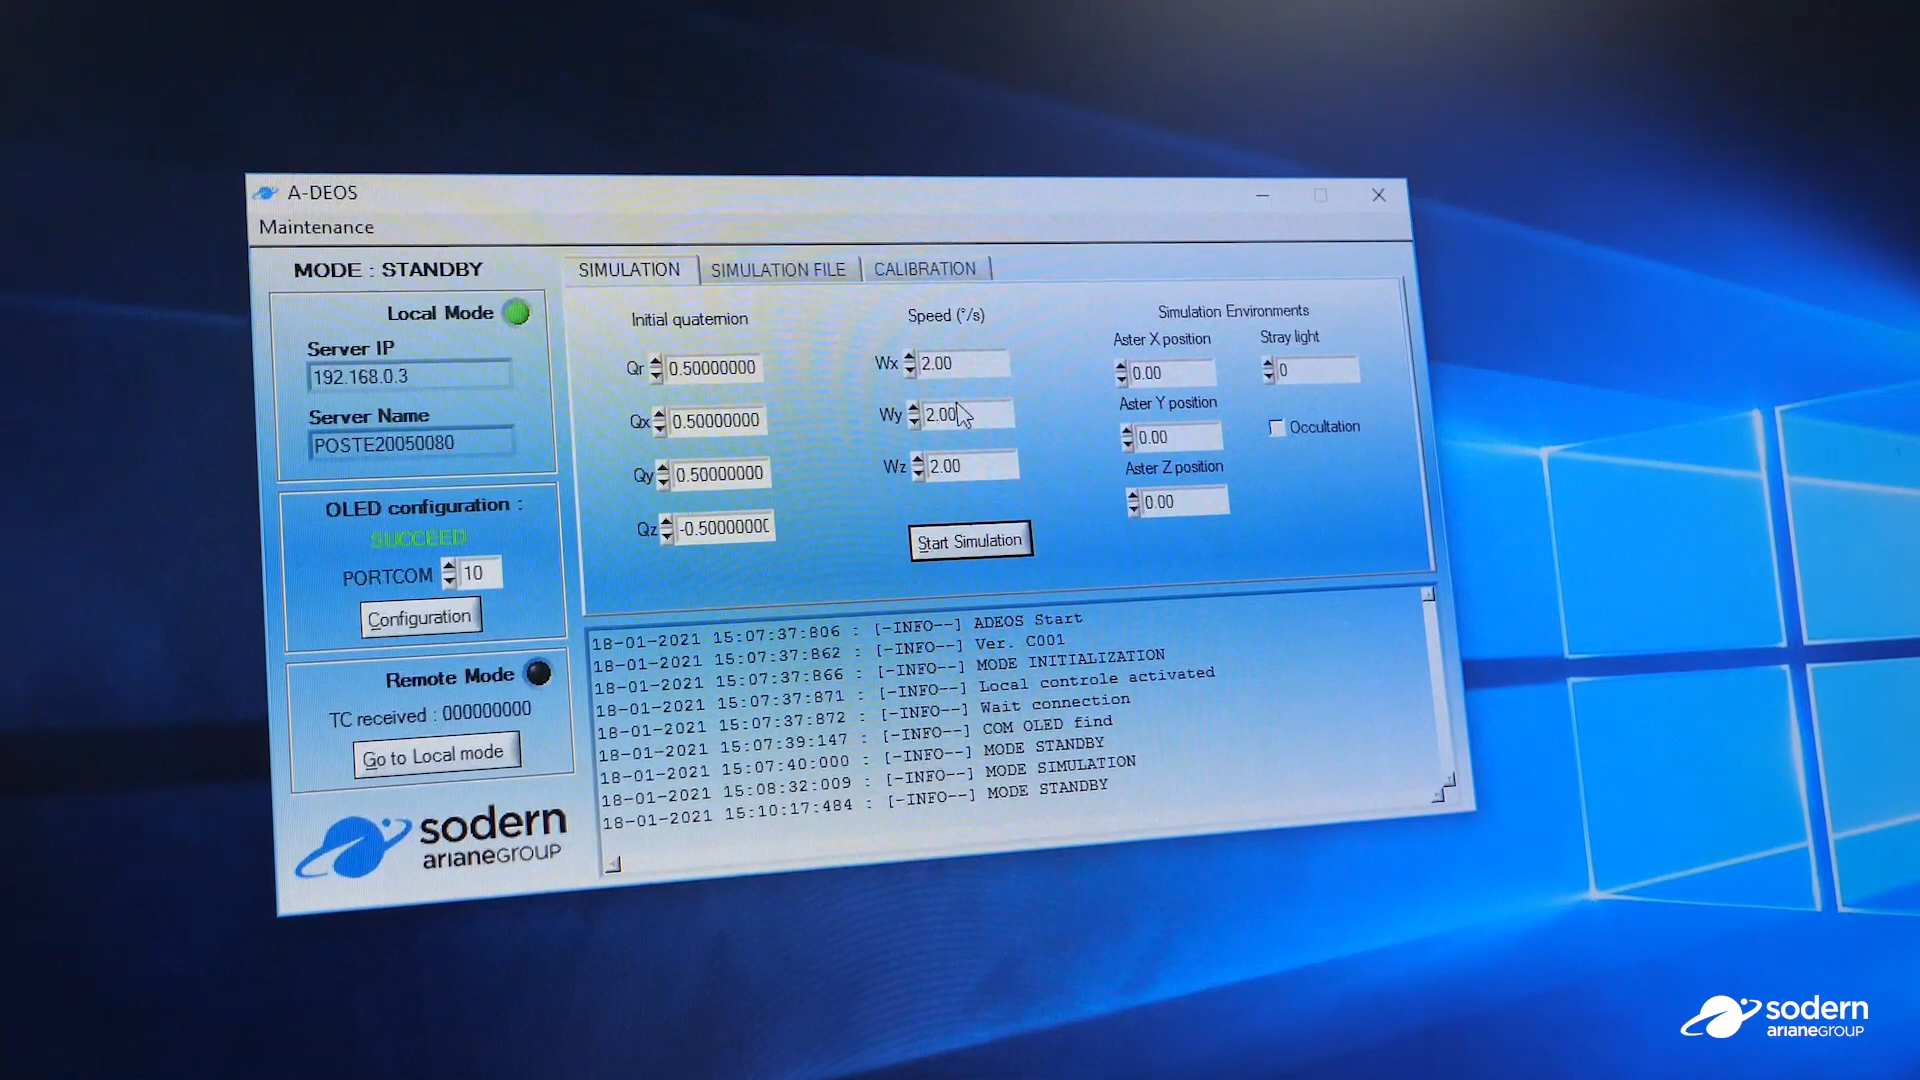 A-DEOS
Maintenance
MODE : STANDBY
Local Mode
Server IP
192.168.0.3
Server Name
POSTE20050080
OLED configuration :
SUCCEED
PORTCOM 10
Configuration
Remote Mode
TC received : 000000000
Go to Local mode
sodern
arianeGROUP
SIMULATION SIMULATION FILE CALIBRATION
Initial quaternion
Qr 0.50000000
Qx 0.50000000
Qy 0.50000000
Qz -0.50000000
Speed (°/s)
Wx 2.00
Wy 2.00
Wz 2.00
Start Simulation
Simulation Environments
Aster X position
0.00
Aster Y position
0.00
Aster Z position
0.00
Stray light
0
Occultation
18-01-2021 15:07:37:806 : [-INFO--] ADEOS Start
18-01-2021 15:07:37:862 : [-INFO--] Ver. C001
18-01-2021 15:07:37:866 : [-INFO--] MODE INITIALIZATION
18-01-2021 15:07:37:871 : [-INFO--] Local controle activated
18-01-2021 15:07:37:872 : [-INFO--] Wait connection
18-01-2021 15:07:39:147 : [-INFO--] COM OLED find
18-01-2021 15:07:40:000 : [-INFO--] MODE STANDBY
18-01-2021 15:08:32:009 : [-INFO--] MODE SIMULATION
18-01-2021 15:10:17:484 : [-INFO--] MODE STANDBY
sodern
arianeGROUP